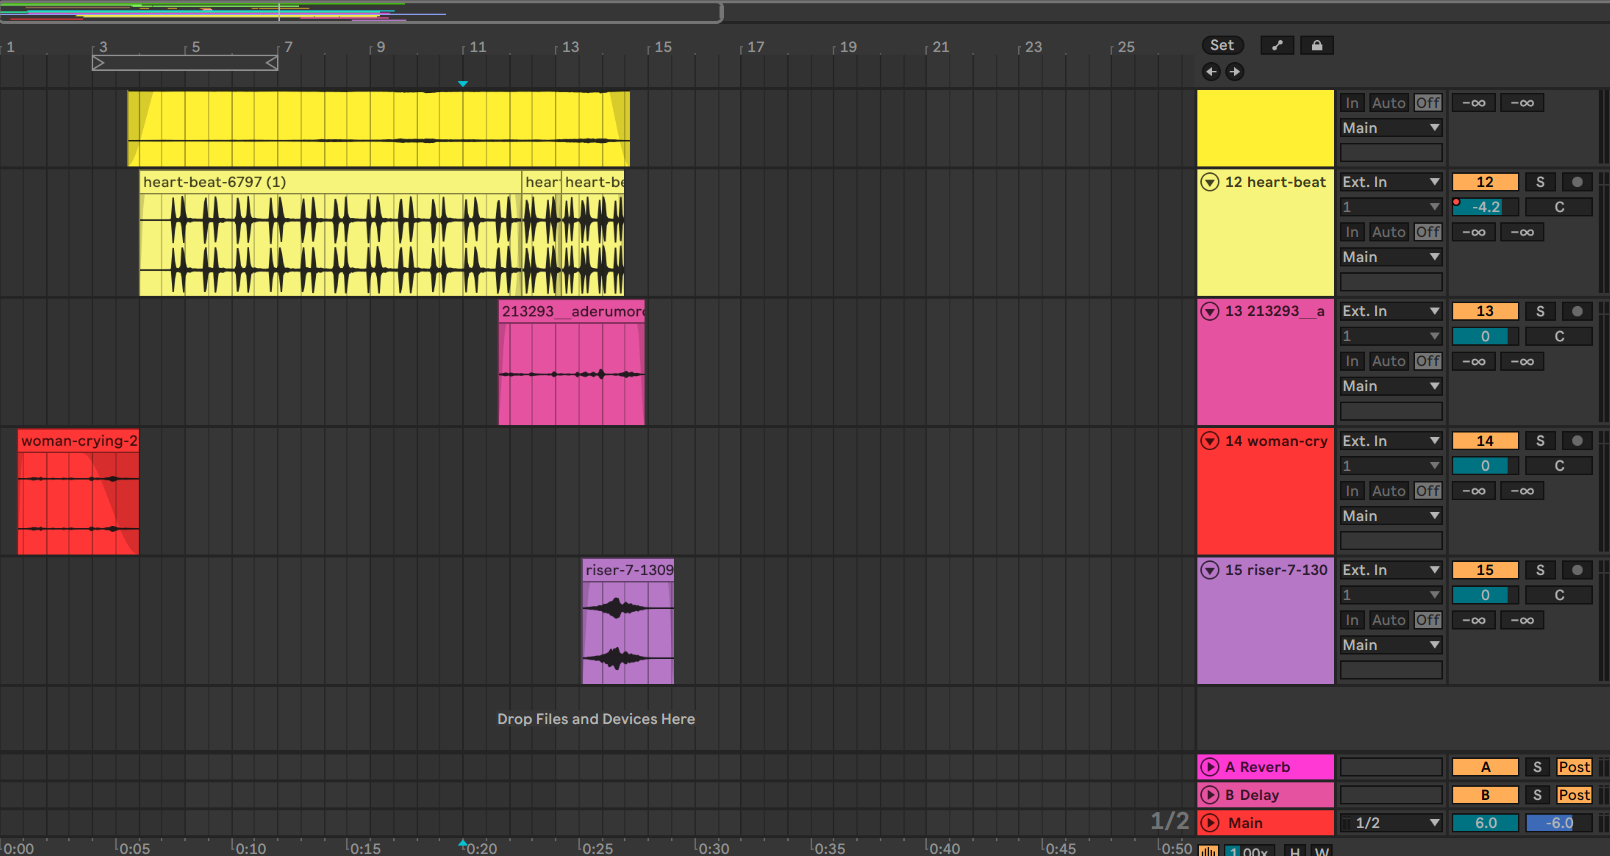 1 3 5 7 9 11 13 15 17 19 21 23 25
Set
In Auto Off -∞ -∞
Main
heart-beat-6797 (1) hear heart-be
12 heart-beat Ext. In 12 S
1 -4.2 C
In Auto Off -∞ -∞
Main
213293__aderumoro
13 213293__a Ext. In 13 S
1 0 C
In Auto Off -∞ -∞
Main
woman-crying-2
14 woman-cry Ext. In 14 S
1 0 C
In Auto Off -∞ -∞
Main
riser-7-1309
15 riser-7-130 Ext. In 15 S
1 0 C
In Auto Off -∞ -∞
Main
Drop Files and Devices Here
A Reverb A S Post
B Delay B S Post
1/2 Main 1/2 6.0 -6.0
0:00 0:05 0:10 0:15 0:20 0:25 0:30 0:35 0:40 0:45 0:50
1.00x H W